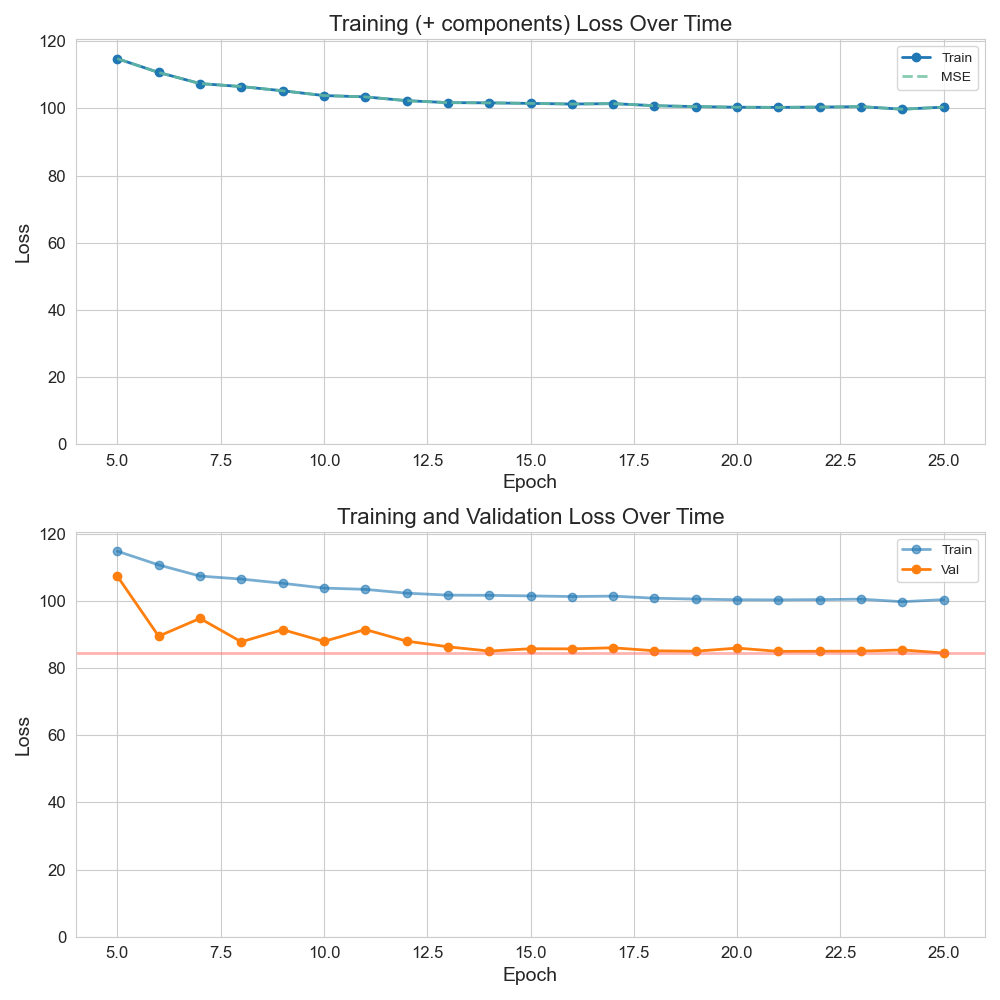 Training (+ components) Loss Over Time
120
100
80
60
40
20
0
Loss
Train
MSE
5.0 7.5 10.0 12.5 15.0 17.5 20.0 22.5 25.0
Epoch
Training and Validation Loss Over Time
120
100
80
60
40
20
0
Loss
Train
Val
5.0 7.5 10.0 12.5 15.0 17.5 20.0 22.5 25.0
Epoch